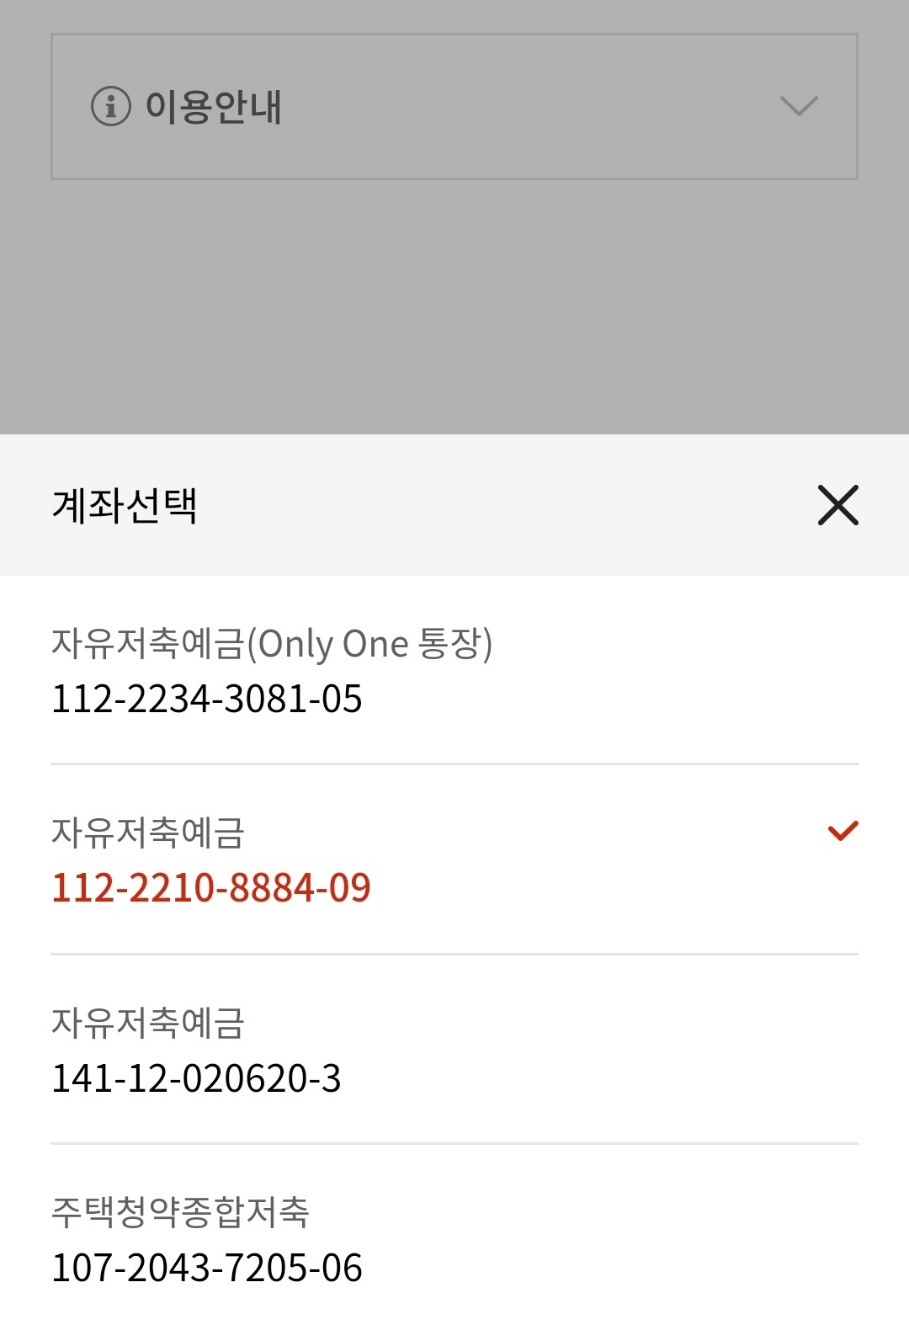 이용안내
계좌선택
자유저축예금(Only One 통장)
112-2234-3081-05
자유저축예금
112-2210-8884-09
자유저축예금
141-12-020620-3
주택청약종합저축
107-2043-7205-06